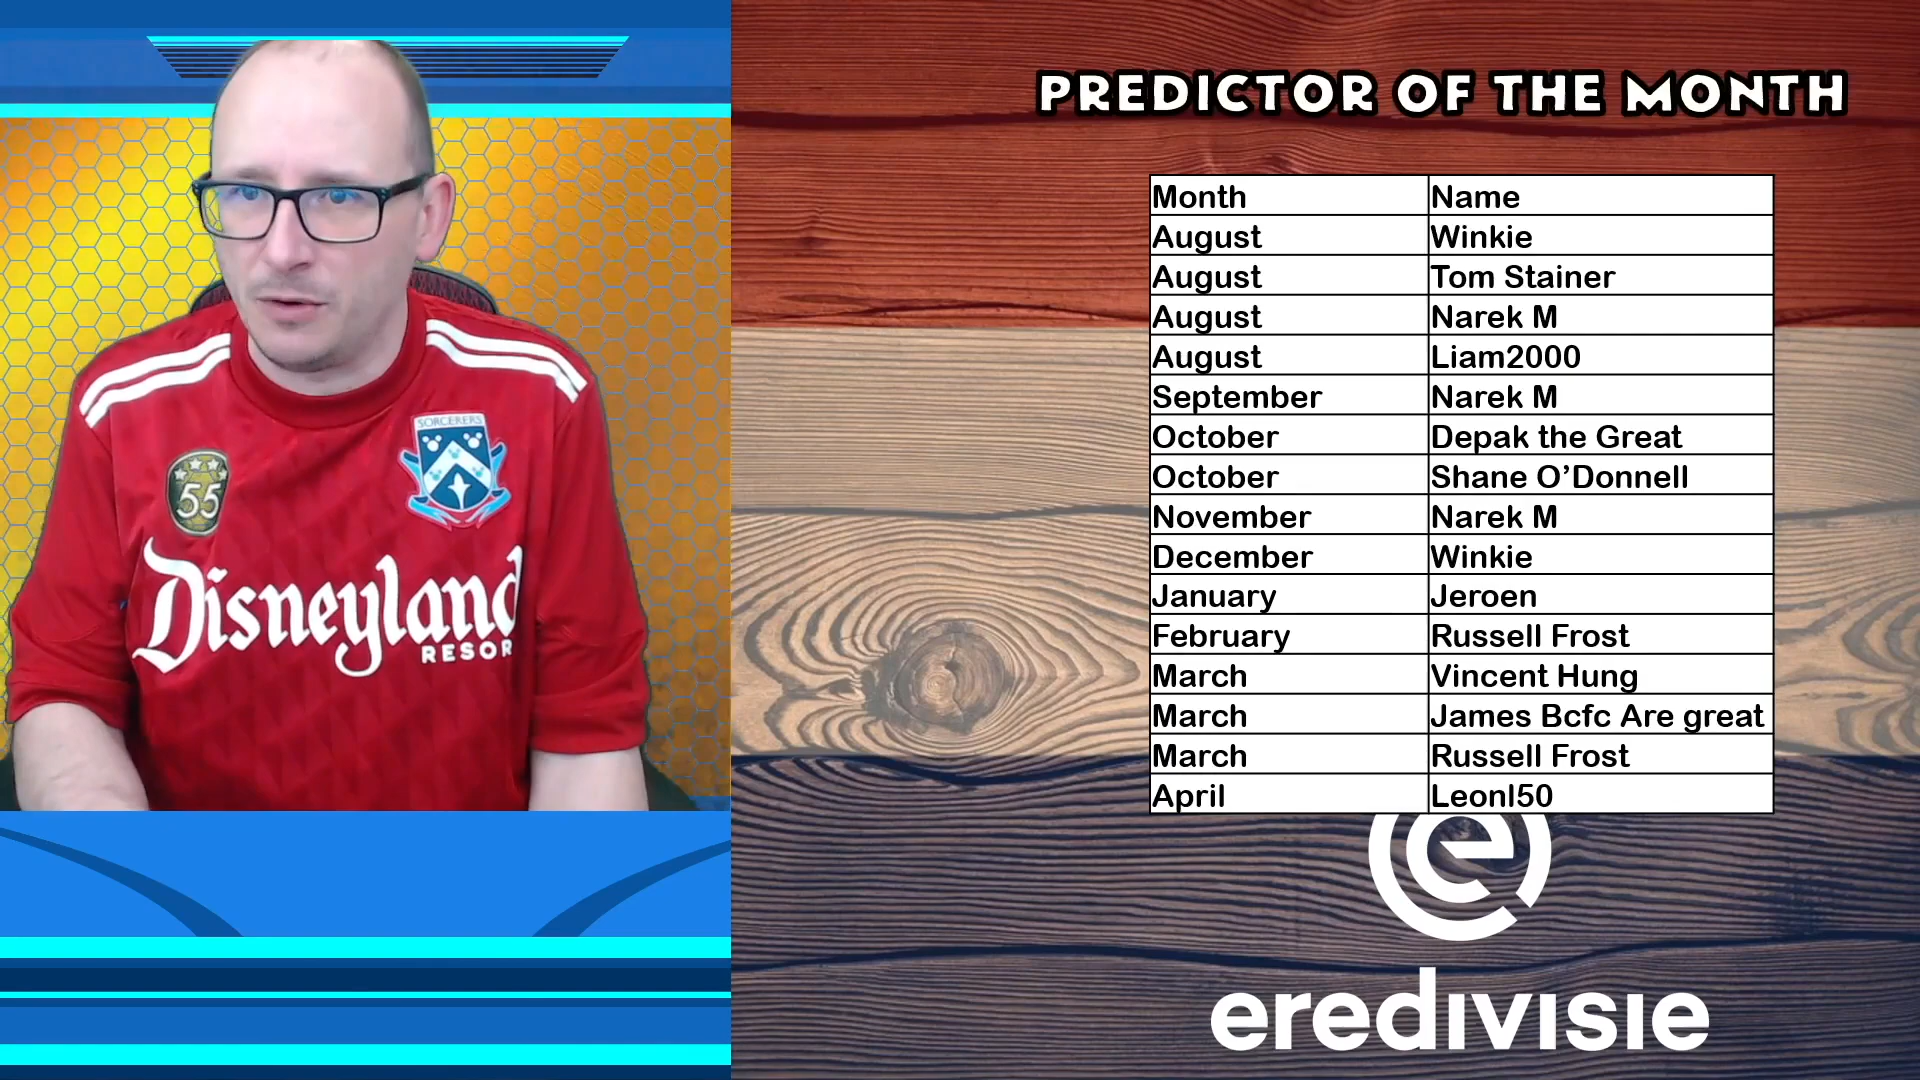 PREDICTOR OF THE MONTH
Month Name
August Winkie
August Tom Stainer
August Narek M
August Liam2000
September Narek M
October Depak the Great
October Shane O’Donnell
November Narek M
December Winkie
January Jeroen
February Russell Frost
March Vincent Hung
March James Bcfc Are great
March Russell Frost
April Leonl50
eredivisie
SORCERERS
55
Disneyland
RESOR